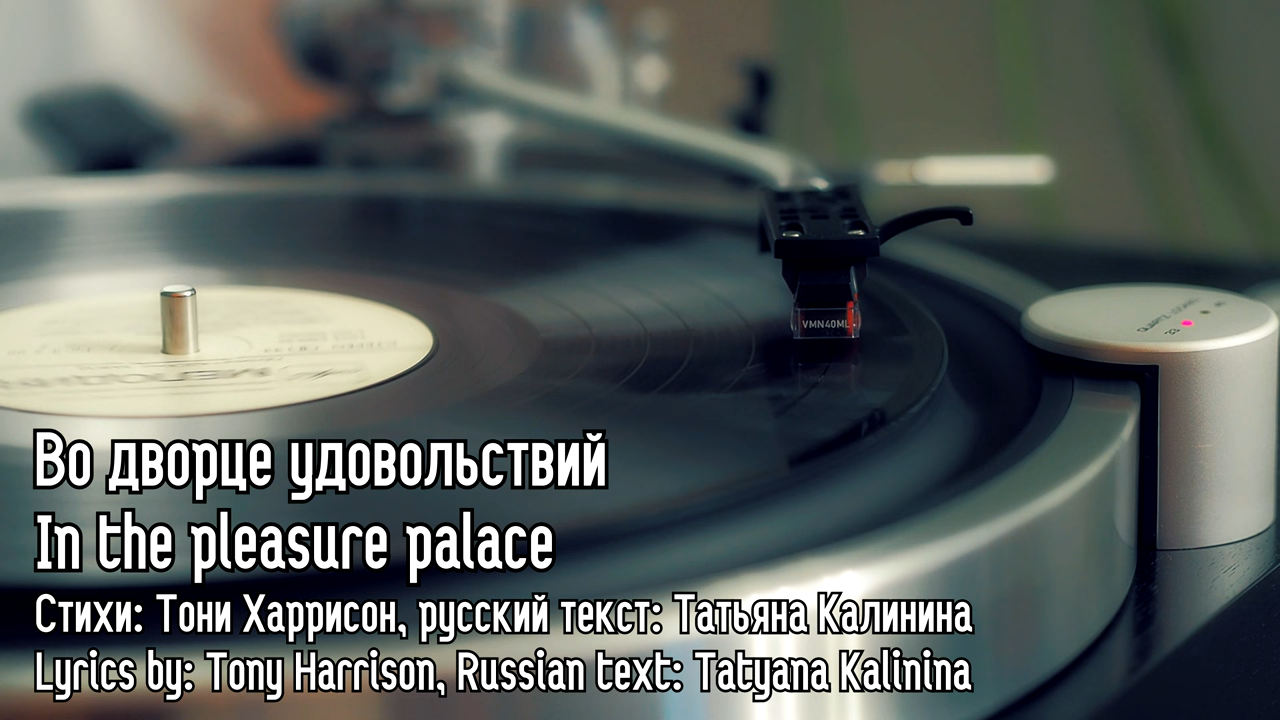 VMN40ML
33
Во дворце удовольствий
In the pleasure palace
Стихи: Тони Харрисон, русский текст: Татьяна Калинина
Lyrics by: Tony Harrison, Russian text: Tatyana Kalinina